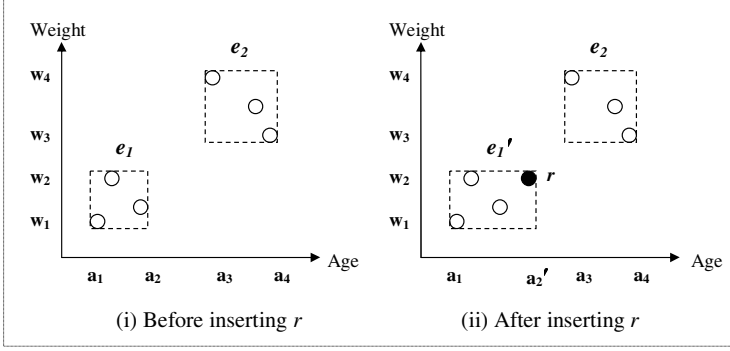 Weight
e2
w4
w3
e1
w2
w1
Age
a1 a2 a3 a4
(i) Before inserting r
Weight
e2
w4
w3
e1′
w2
r
w1
Age
a1 a2′ a3 a4
(ii) After inserting r